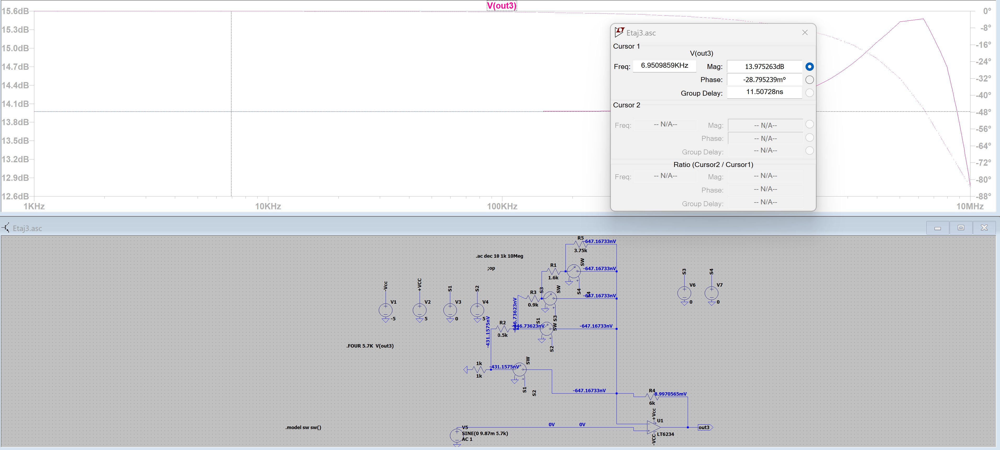 V(out3)
15.6dB
15.3dB
15.0dB
14.7dB
14.4dB
14.1dB
13.8dB
13.5dB
13.2dB
12.9dB
12.6dB
0°
-8°
-16°
-24°
-32°
-40°
-48°
-56°
-64°
-72°
-80°
-88°
1KHz
10KHz
100KHz
10MHz
Etaj3.asc
Cursor 1
V(out3)
Freq: 6.9509859KHz Mag: 13.975263dB
Phase: -28.795239m°
Group Delay: 11.50728ns
Cursor 2
Freq: -- N/A-- Mag: -- N/A--
Phase: -- N/A--
Group Delay: -- N/A--
Ratio (Cursor2 / Cursor1)
Freq: -- N/A-- Mag: -- N/A--
Phase: -- N/A--
Group Delay: -- N/A--
Etaj3.asc
R5
-647.16733nV
3.75k
.ac dec 10 1k 10Meg
;op
R1
SW
-647.16733nV
1.6k
S3
S4
-Vcc
+VCC
S1
S2
R3
S3
SW
S4
S4
-647.16733nV
0.9k
V6
V7
0
0
V1
V2
V3
V4
-5
5
0
5
-431.1575nV
R2
-646.73623nV
-646.73623nV
S1
SW
S3
-647.16733nV
0.5k
S2
.FOUR 5.7K V(out3)
1k
-431.1575nV
SW
1k
S1
S2
-647.16733nV
R4
8.9970565mV
6k
+Vcc
U1
0V
0V
.model sw sw()
V5
SINE(0 9.87m 5.7k)
AC 1
out3
LT6234
-VCC